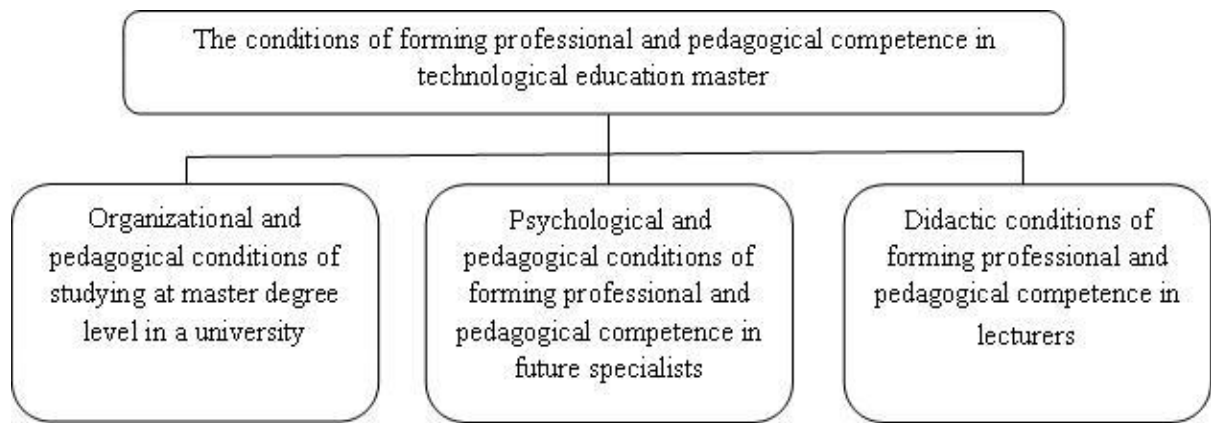 The conditions of forming professional and pedagogical competence in
technological education master
Organizational and
pedagogical conditions of
studying at master degree
level in a university
Psychological and
pedagogical conditions of
forming professional and
pedagogical competence in
future specialists
Didactic conditions of
forming professional and
pedagogical competence in
lecturers